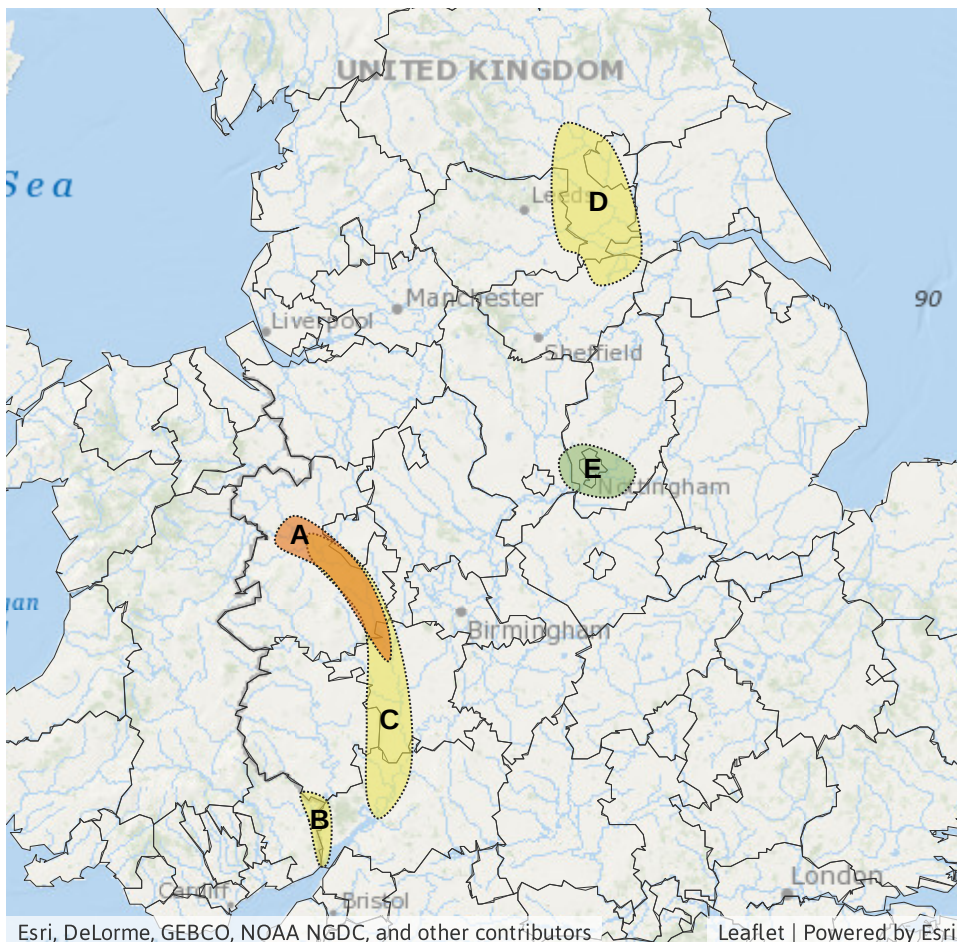 UNITED KINGDOM
Sea
Leeds
D
90
Manchester
Liverpool
Sheffield
E
Nottingham
A
gan
Birmingham
C
B
London
Cardiff
Bristol
Esri, DeLorme, GEBCO, NOAA NGDC, and other contributors
Leaflet | Powered by Esri